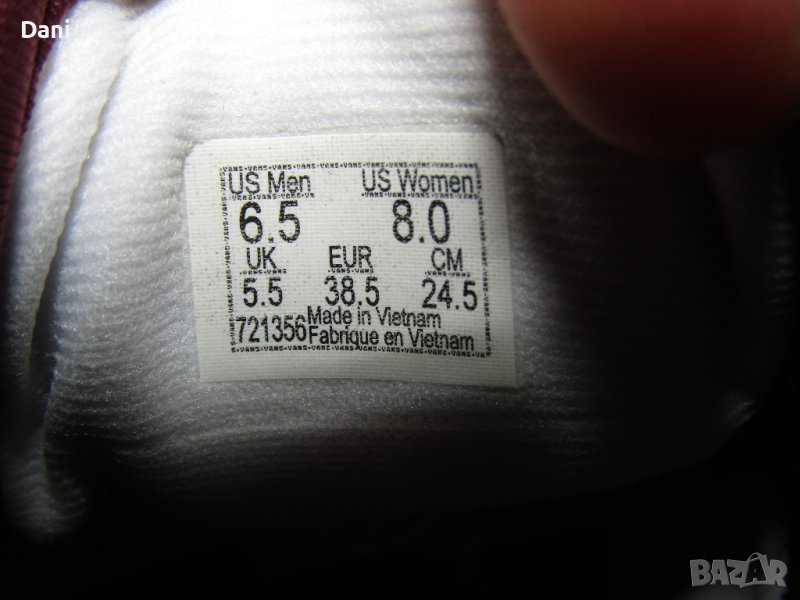 Dani
US Men US Women
6.5 8.0
UK EUR CM
5.5 38.5 24.5
721356 Made in Vietnam
Fabrique en Vietnam
BAZAR